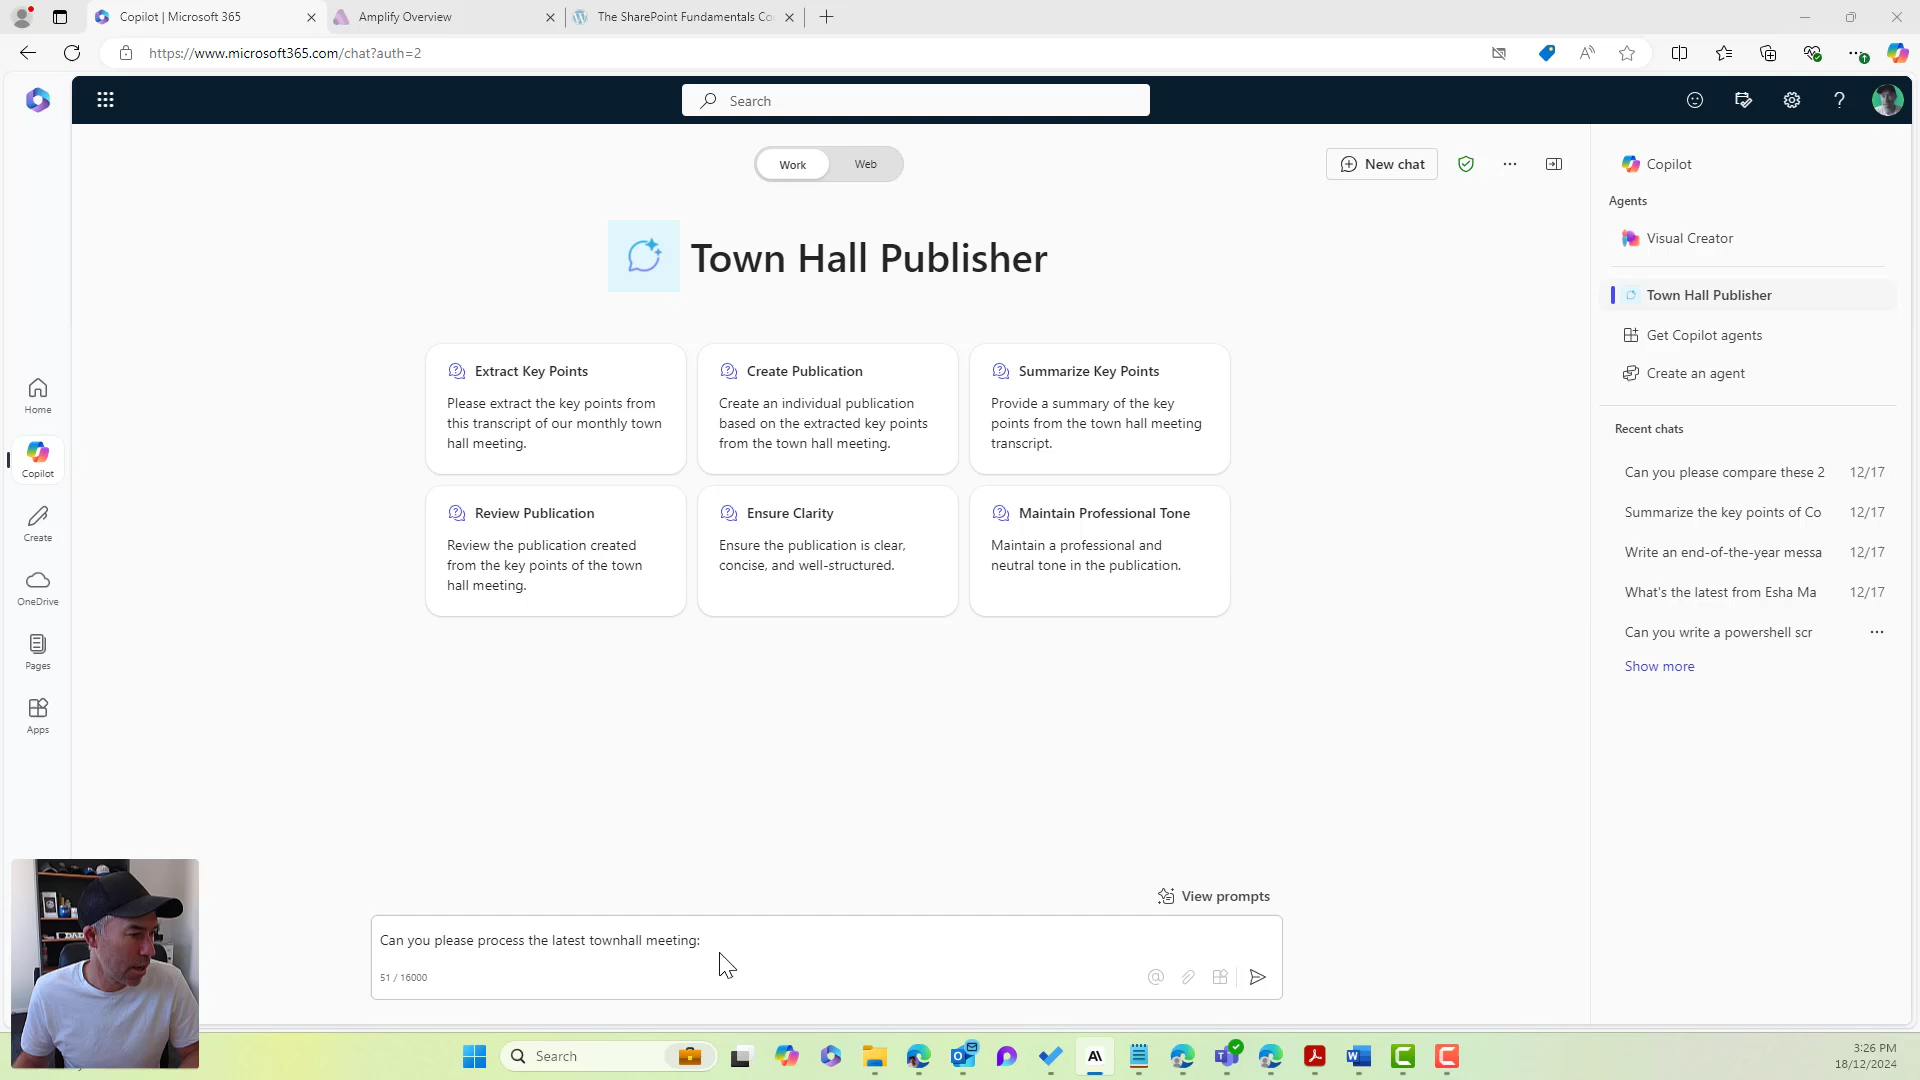 Copilot | Microsoft 365
Amplify Overview
The SharePoint Fundamentals Co
https://www.microsoft365.com/chat?auth=2
Search
Work
Web
New chat
Town Hall Publisher
Extract Key Points
Please extract the key points from
this transcript of our monthly town
hall meeting.
Create Publication
Create an individual publication
based on the extracted key points
from the town hall meeting.
Summarize Key Points
Provide a summary of the key
points from the town hall meeting
transcript.
Review Publication
Review the publication created
from the key points of the town
hall meeting.
Ensure Clarity
Ensure the publication is clear,
concise, and well-structured.
Maintain Professional Tone
Maintain a professional and
neutral tone in the publication.
Home
Copilot
Create
OneDrive
Pages
Apps
Copilot
Agents
Visual Creator
Town Hall Publisher
Get Copilot agents
Create an agent
Recent chats
Can you please compare these 2 12/17
Summarize the key points of Co 12/17
Write an end-of-the-year messa 12/17
What's the latest from Esha Ma 12/17
Can you write a powershell scr
Show more
View prompts
Can you please process the latest townhall meeting:
51 / 16000
DAD
Search
3:26 PM
18/12/2024